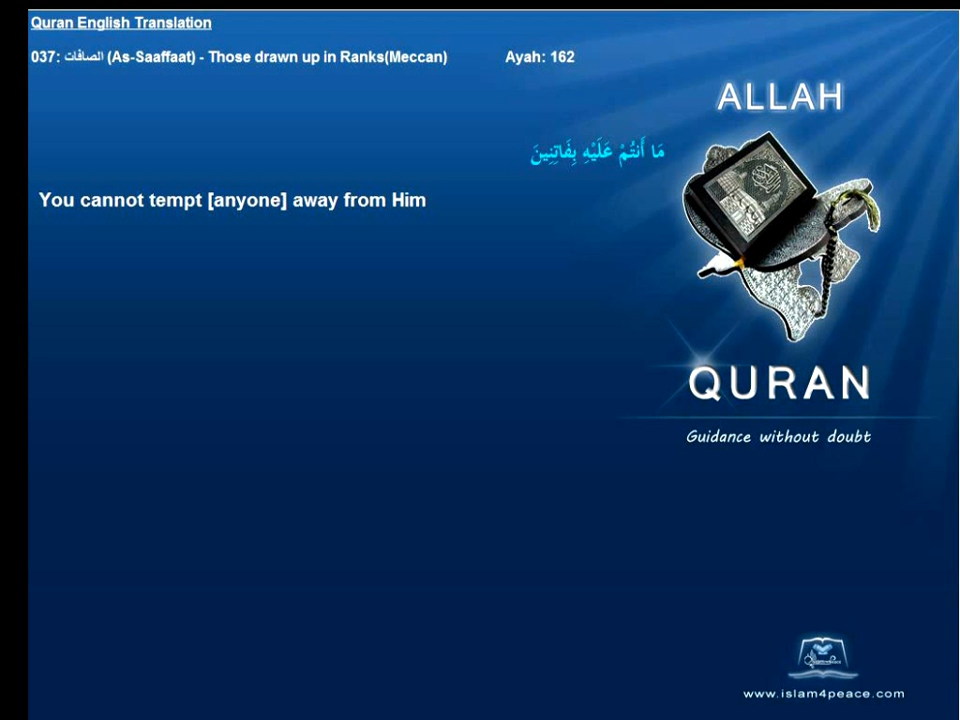 Quran English Translation
037: الصافات (As-Saaffaat) - Those drawn up in Ranks(Meccan) Ayah: 162
ALLAH
مَا أَنتُمْ عَلَيْهِ بِفَاتِنِينَ
You cannot tempt [anyone] away from Him
QURAN
Guidance without doubt
www.islam4peace.com